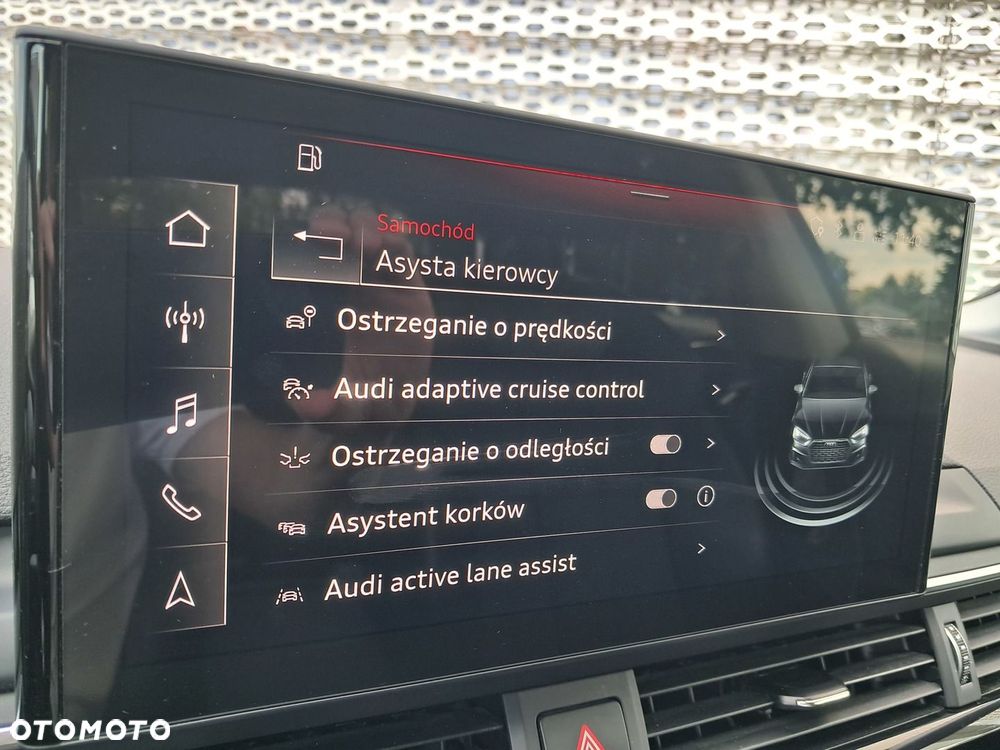 Samochód
Asysta kierowcy
Ostrzeganie o prędkości
Audi adaptive cruise control
Ostrzeganie o odległości
Asystent korków
Audi active lane assist
OTOMOTO